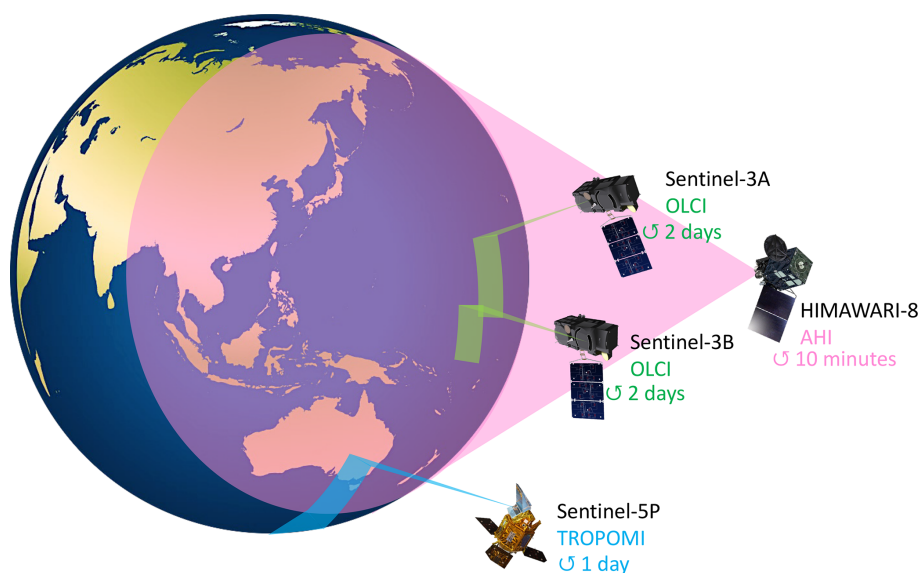 Sentinel-3A
OLCI
↺ 2 days
HIMAWARI-8
AHI
↺ 10 minutes
Sentinel-3B
OLCI
↺ 2 days
Sentinel-5P
TROPOMI
↺ 1 day